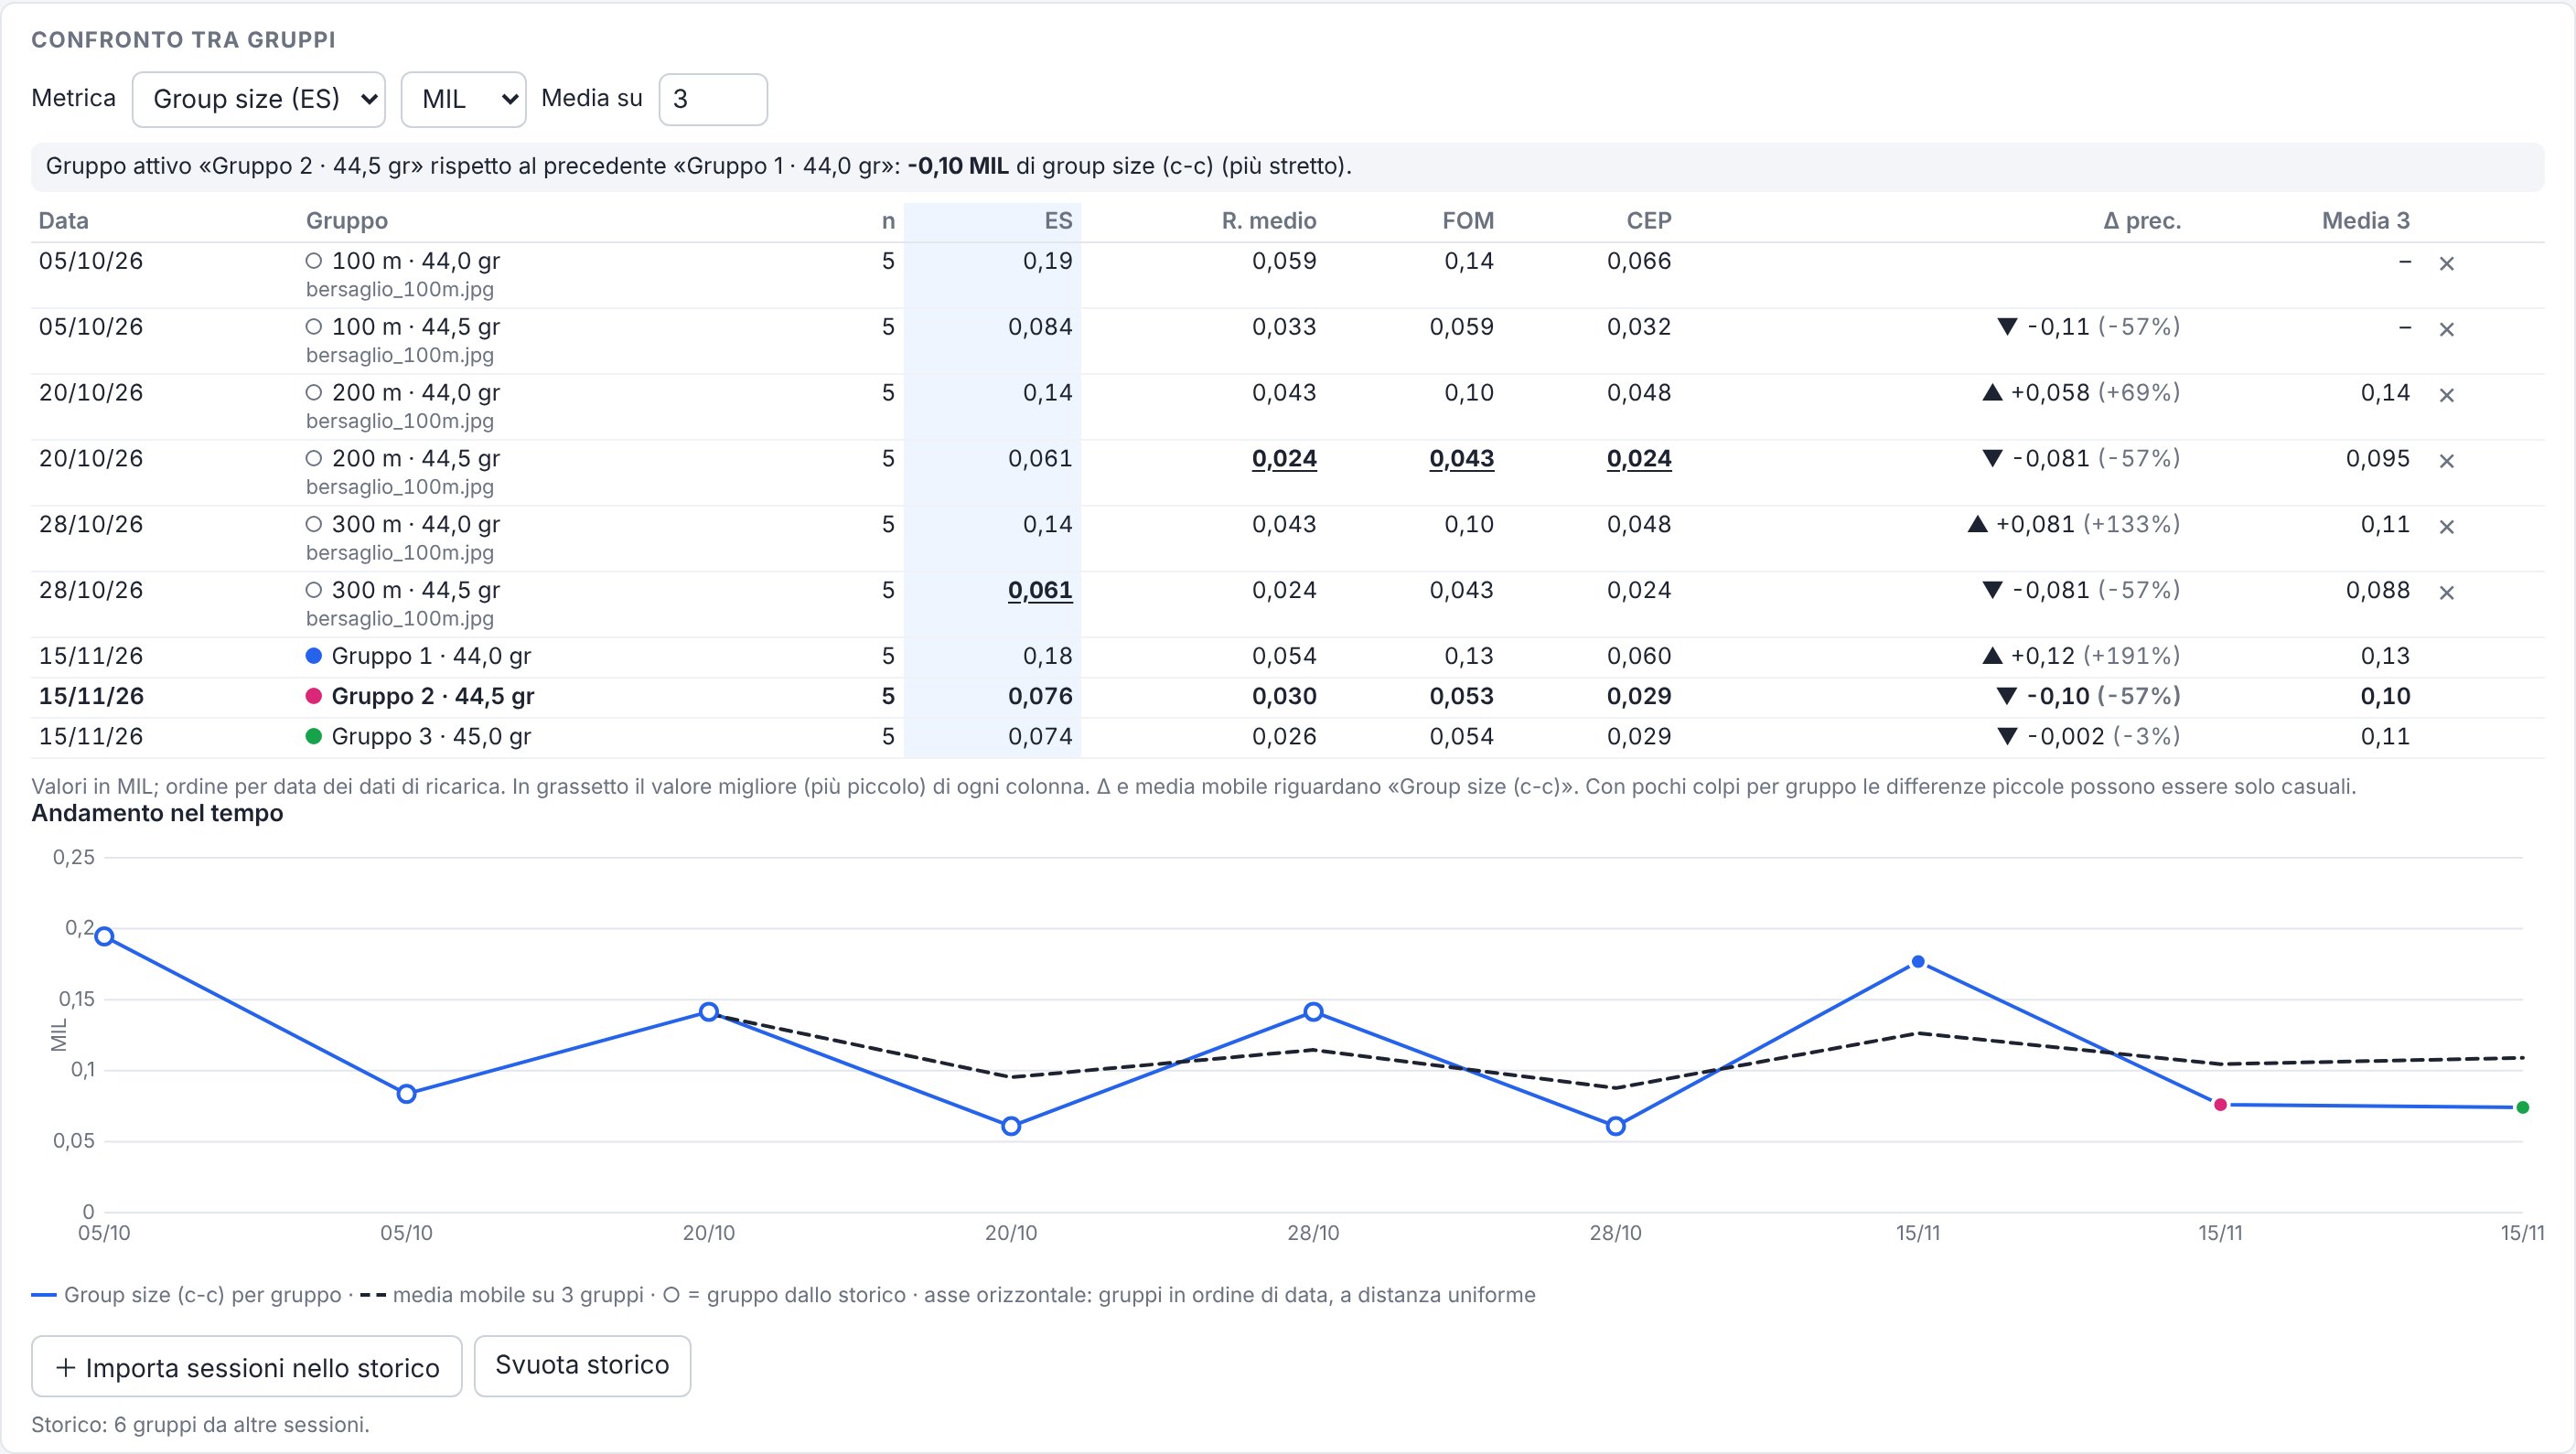 CONFRONTO TRA GRUPPI
Metrica Group size (ES) MIL Media su 3
Gruppo attivo «Gruppo 2 · 44,5 gr» rispetto al precedente «Gruppo 1 · 44,0 gr»: -0,10 MIL di group size (c-c) (più stretto).
Data Gruppo n ES R. medio FOM CEP Δ prec. Media 3
05/10/26 ○ 100 m · 44,0 gr 5 0,19 0,059 0,14 0,066 – ×
bersaglio_100m.jpg
05/10/26 ○ 100 m · 44,5 gr 5 0,084 0,033 0,059 0,032 ▼ -0,11 (-57%) – ×
bersaglio_100m.jpg
20/10/26 ○ 200 m · 44,0 gr 5 0,14 0,043 0,10 0,048 ▲ +0,058 (+69%) 0,14 ×
bersaglio_100m.jpg
20/10/26 ○ 200 m · 44,5 gr 5 0,061 0,024 0,043 0,024 ▼ -0,081 (-57%) 0,095 ×
bersaglio_100m.jpg
28/10/26 ○ 300 m · 44,0 gr 5 0,14 0,043 0,10 0,048 ▲ +0,081 (+133%) 0,11 ×
bersaglio_100m.jpg
28/10/26 ○ 300 m · 44,5 gr 5 0,061 0,024 0,043 0,024 ▼ -0,081 (-57%) 0,088 ×
bersaglio_100m.jpg
15/11/26 ● Gruppo 1 · 44,0 gr 5 0,18 0,054 0,13 0,060 ▲ +0,12 (+191%) 0,13
15/11/26 ● Gruppo 2 · 44,5 gr 5 0,076 0,030 0,053 0,029 ▼ -0,10 (-57%) 0,10
15/11/26 ● Gruppo 3 · 45,0 gr 5 0,074 0,026 0,054 0,029 ▼ -0,002 (-3%) 0,11
Valori in MIL; ordine per data dei dati di ricarica. In grassetto il valore migliore (più piccolo) di ogni colonna. Δ e media mobile riguardano «Group size (c-c)». Con pochi colpi per gruppo le differenze piccole possono essere solo casuali.
Andamento nel tempo
0,25
0,2
0,15
MIL
0,1
0,05
0
05/10 05/10 20/10 20/10 28/10 28/10 15/11 15/11 15/11
Group size (c-c) per gruppo · media mobile su 3 gruppi · ○ = gruppo dallo storico · asse orizzontale: gruppi in ordine di data, a distanza uniforme
+ Importa sessioni nello storico Svuota storico
Storico: 6 gruppi da altre sessioni.